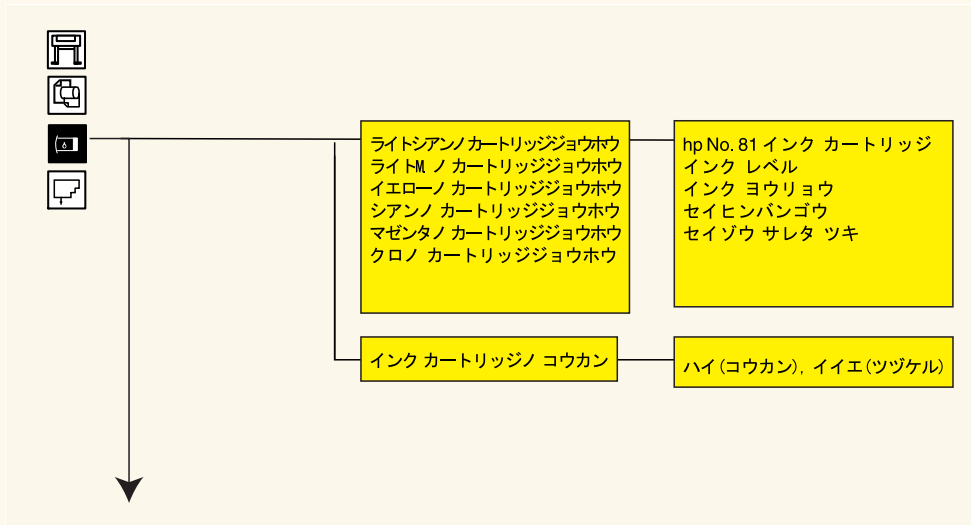 ライトシアンノ カートリッジジョウホウ
ライトM. ノ カートリッジジョウホウ
イエローノ カートリッジジョウホウ
シアンノ カートリッジジョウホウ
マゼンタノ カートリッジジョウホウ
クロノ カートリッジジョウホウ
hp No. 81 インク カートリッジ
インク レベル
インク ヨウリョウ
セイヒンバンゴウ
セイゾウ サレタ ツキ
インク カートリッジノ コウカン
ハイ(コウカン), イイエ(ツヅケル)